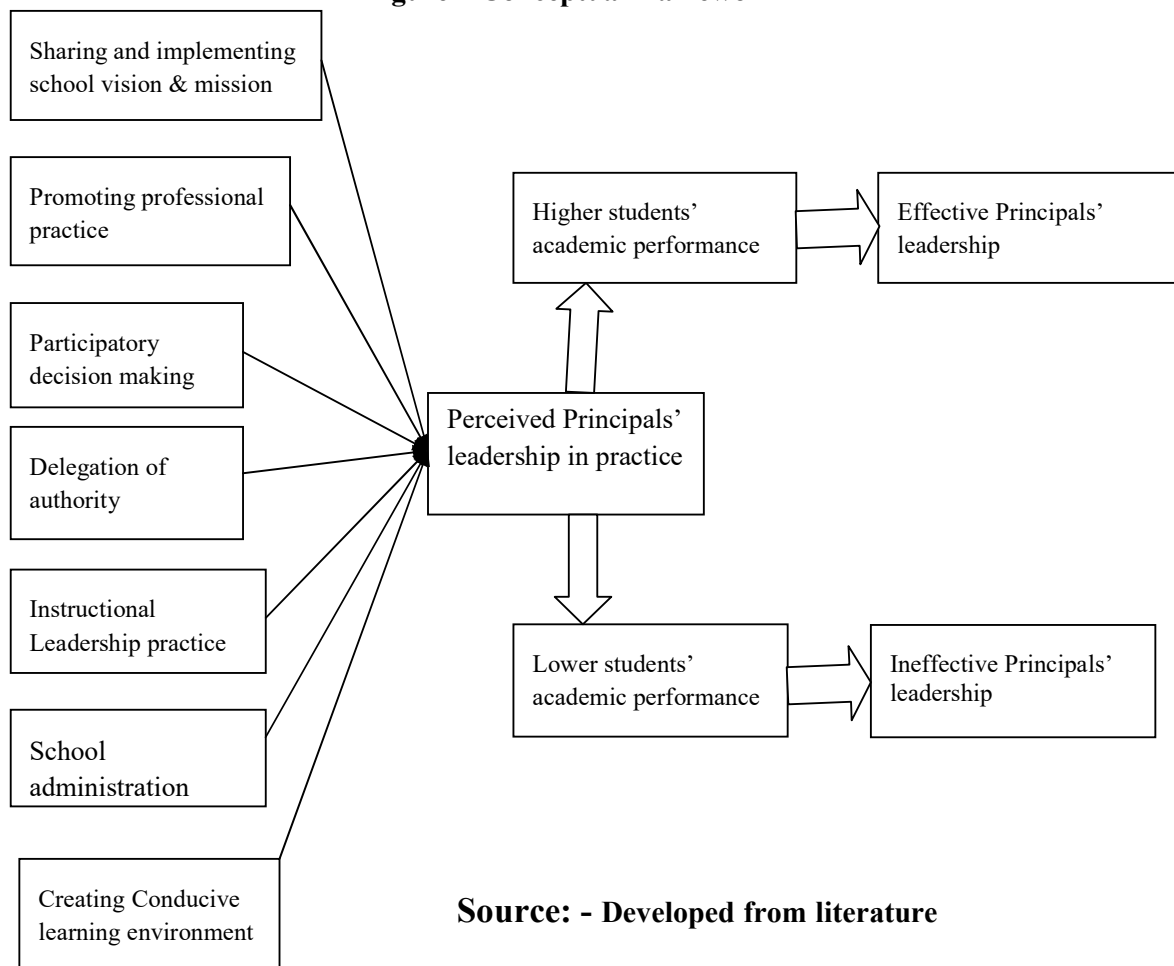 Sharing and implementing
school vision & mission
Promoting professional
practice
Participatory
decision making
Delegation of
authority
Instructional
Leadership practice
School
administration
Creating Conducive
learning environment
Perceived Principals’
leadership in practice
Higher students’
academic performance
Effective Principals’
leadership
Lower students’
academic performance
Ineffective Principals’
leadership
Source: - Developed from literature